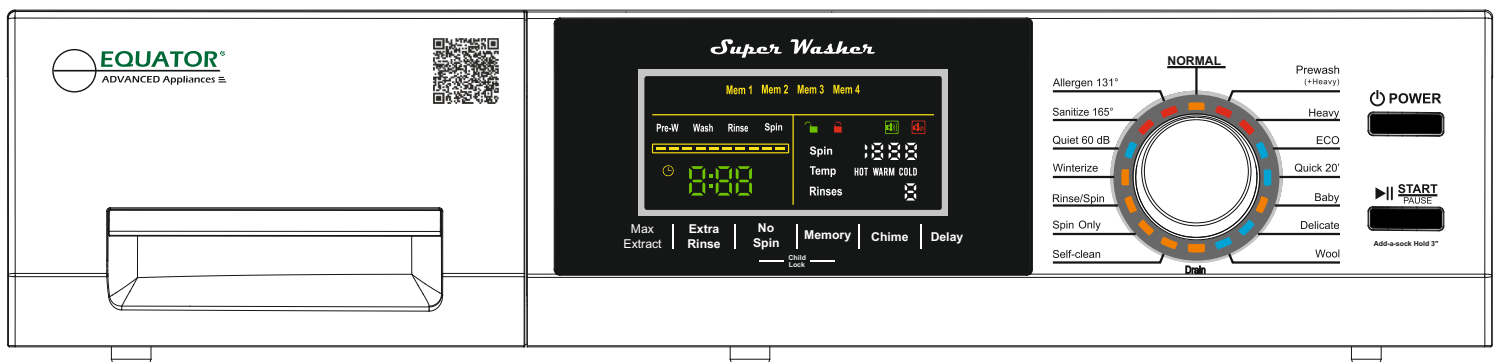 EQUATOR®
ADVANCED Appliances
Super Washer
Mem 1 Mem 2 Mem 3 Mem 4
Pre-W Wash Rinse Spin
Spin 1888
Temp HOT WARM COLD
8:88
Rinses 8
Max Extract
Extra Rinse
No Spin
Memory
Chime
Delay
Child Lock
NORMAL
Allergen 131°
Sanitize 165°
Quiet 60 dB
Winterize
Rinse/Spin
Spin Only
Self-clean
Drain
Prewash
(+Heavy)
Heavy
ECO
Quick 20'
Baby
Delicate
Wool
POWER
START
PAUSE
Add-a-sock Hold 3"